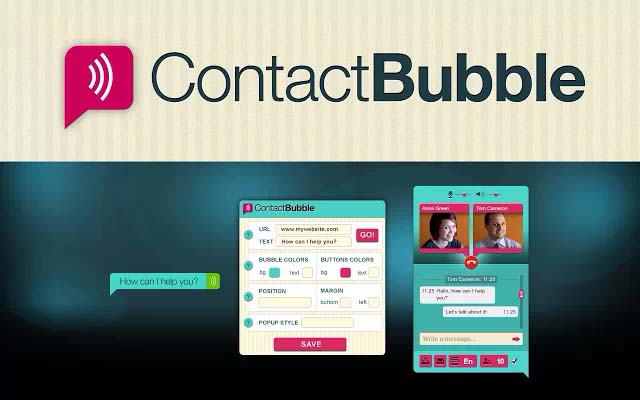 ContactBubble
How can I help you?
ContactBubble
URL www.mywebsite.com
TEXT How can I help you?
GO!
BUBBLE COLORS
bg text
BUTTONS COLORS
bg text
POSITION
MARGIN
bottom left
POPUP STYLE
SAVE
Anna Green
Tom Cameron
Tom Cameron: 11:20
11:25 Hallo, how can I help
you?
Let's talk about it! 11:25
Write a message...
En
10